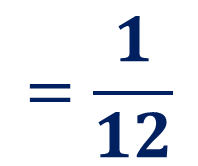 = 1/12